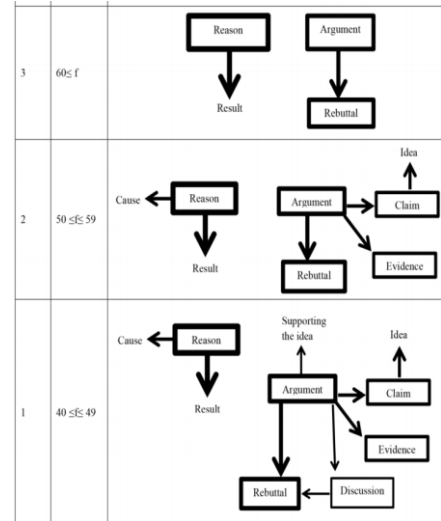 3
60≤ f
Reason
Argument
Result
Rebuttal
2
50 ≤f≤ 59
Idea
Cause
Reason
Argument
Claim
Result
Rebuttal
Evidence
1
40 ≤f≤ 49
Supporting
the idea
Idea
Cause
Reason
Argument
Claim
Result
Evidence
Rebuttal
Discussion